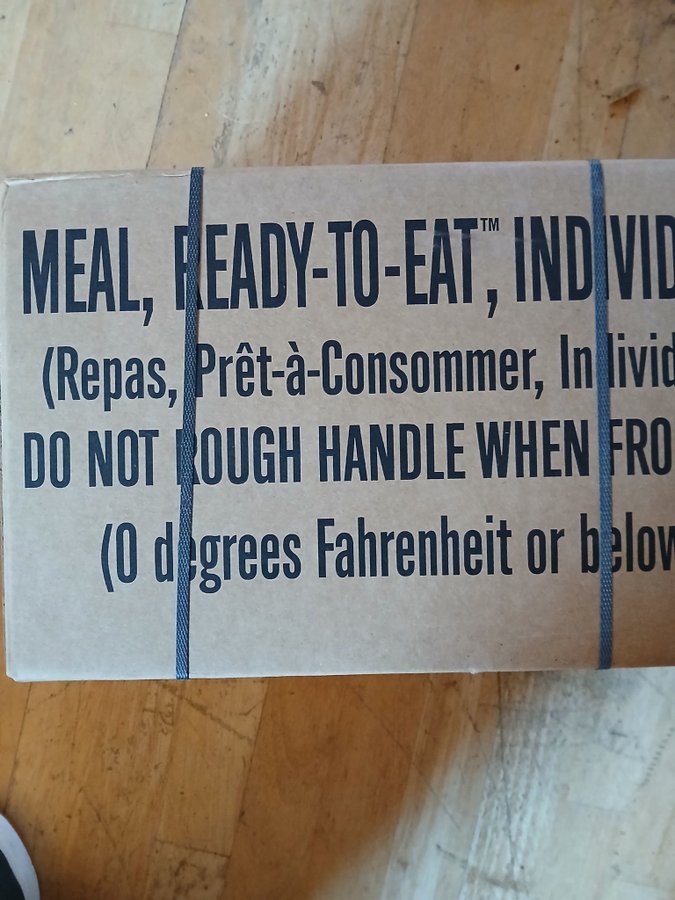 MEAL, READY-TO-EAT™, INDIVID
(Repas, Prêt-à-Consommer, Individ
DO NOT ROUGH HANDLE WHEN FRO
(0 degrees Fahrenheit or below